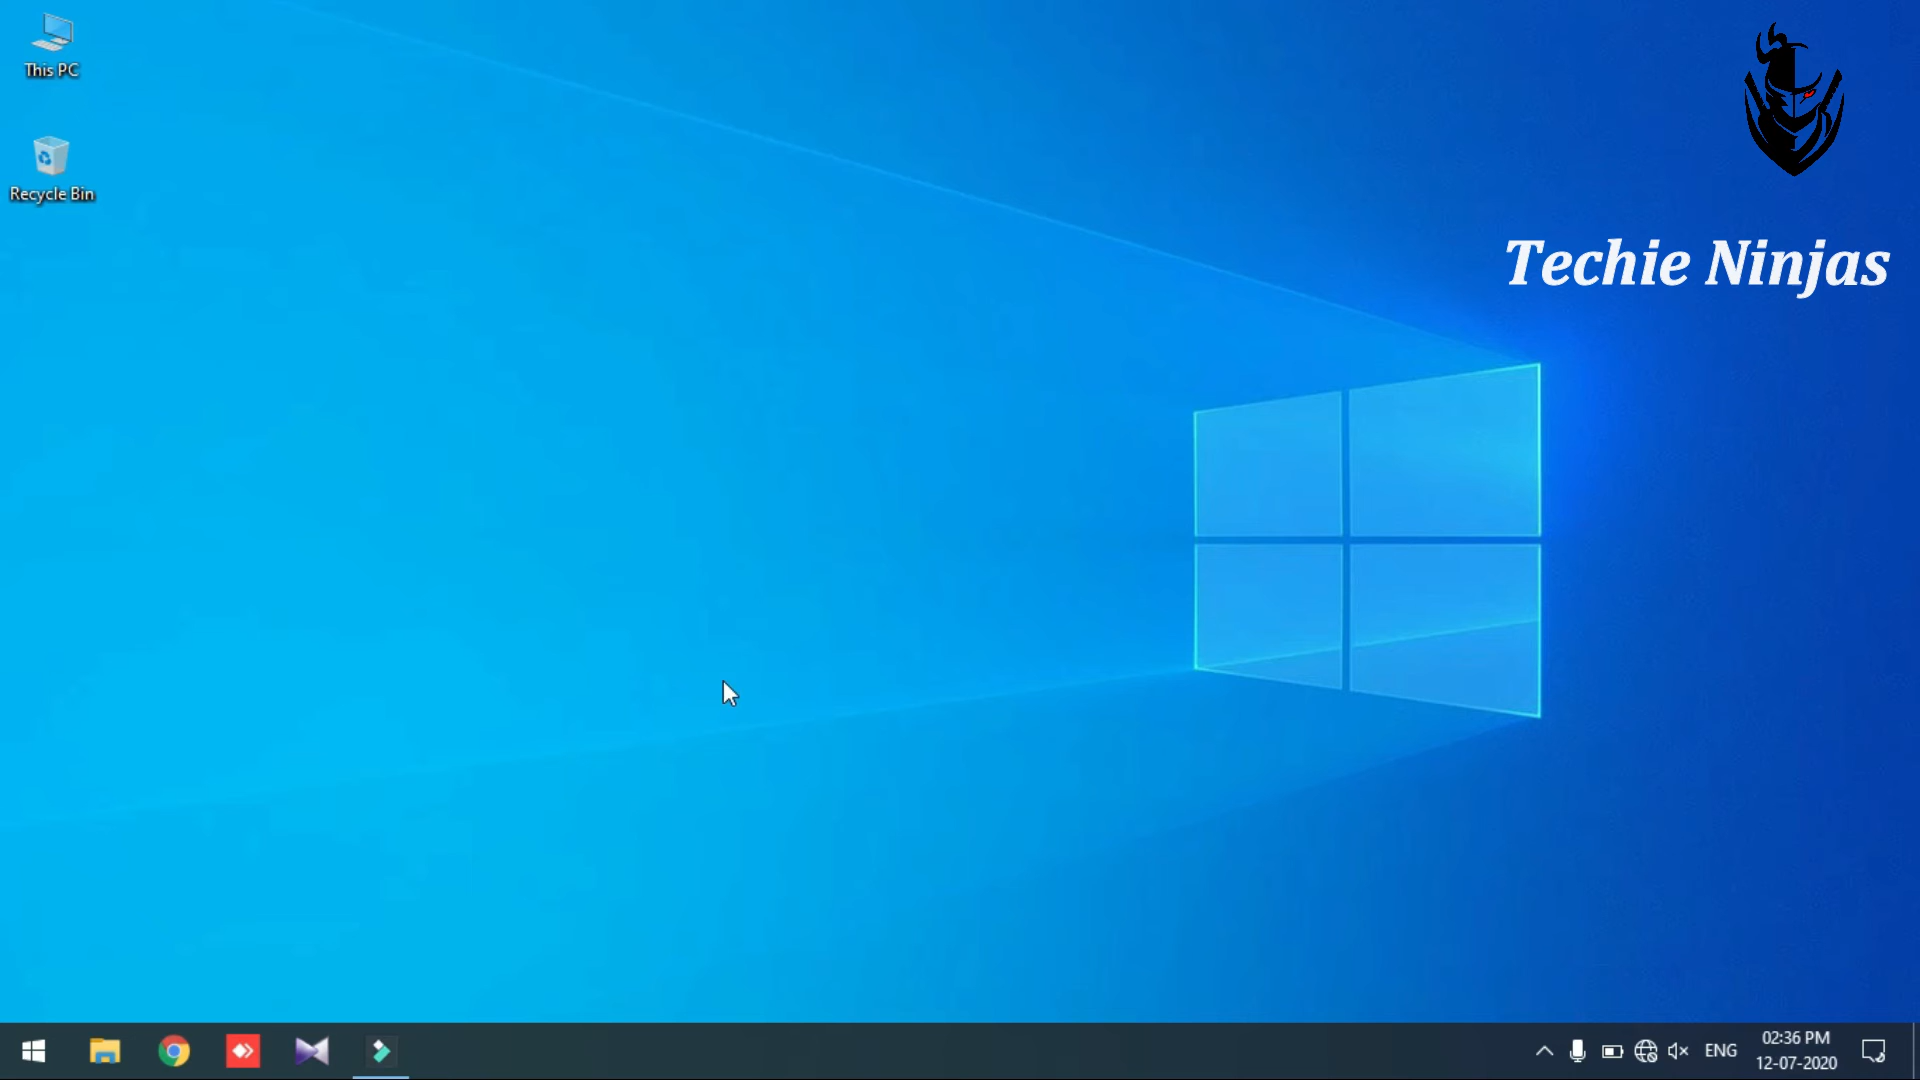 This PC
Recycle Bin
Techie Ninjas
ENG
02:36 PM
12-07-2020